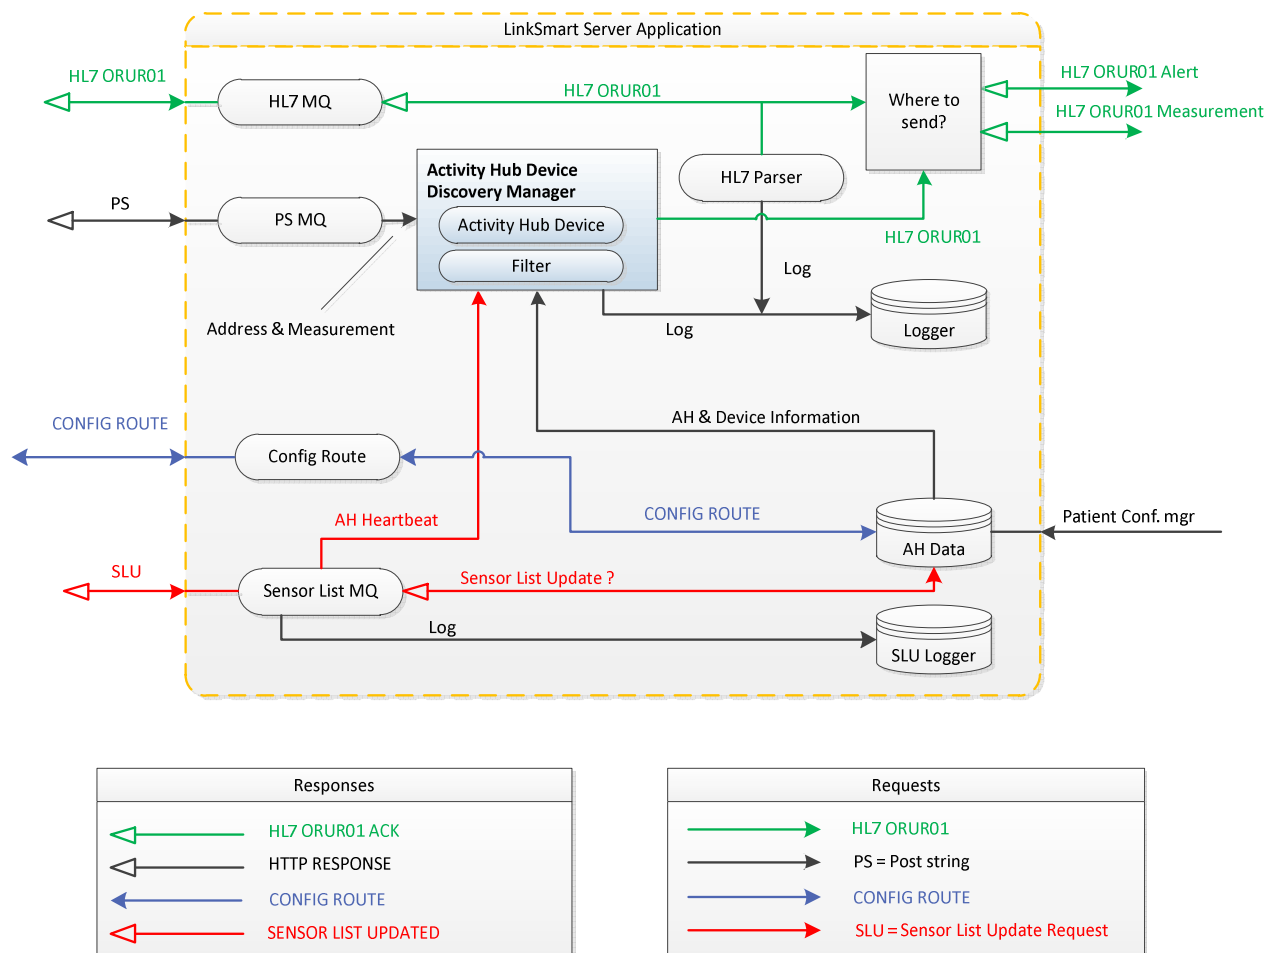 LinkSmart Server Application
HL7 ORUR01
HL7 MQ
HL7 ORUR01
Where to
send?
HL7 ORUR01 Alert
HL7 ORUR01 Measurement
Activity Hub Device
Discovery Manager
HL7 Parser
PS
PS MQ
Activity Hub Device
Filter
HL7 ORUR01
Log
Address & Measurement
Log
Logger
CONFIG ROUTE
Config Route
AH & Device Information
AH Heartbeat
CONFIG ROUTE
Patient Conf. mgr
AH Data
SLU
Sensor List MQ
Sensor List Update ?
Log
SLU Logger
Responses
HL7 ORUR01 ACK
HTTP RESPONSE
CONFIG ROUTE
SENSOR LIST UPDATED
Requests
HL7 ORUR01
PS = Post string
CONFIG ROUTE
SLU = Sensor List Update Request